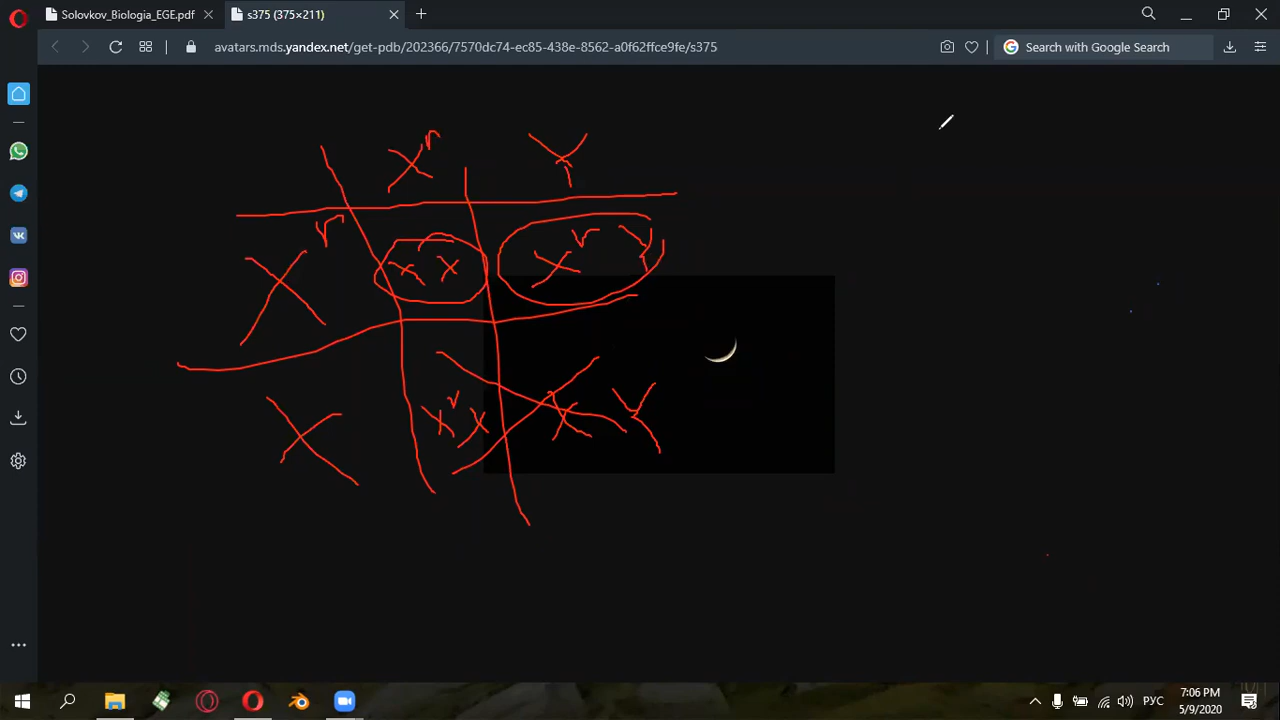 Solovkov_Biologia_EGE.pdf
s375 (375×211)
avatars.mds.yandex.net/get-pdb/202366/7570dc74-ec85-438e-8562-a0f62ffce9fe/s375
Search with Google Search
X^r Y
X^r X X X^r Y
X X^r X X Y
РУС
7:06 PM
5/9/2020